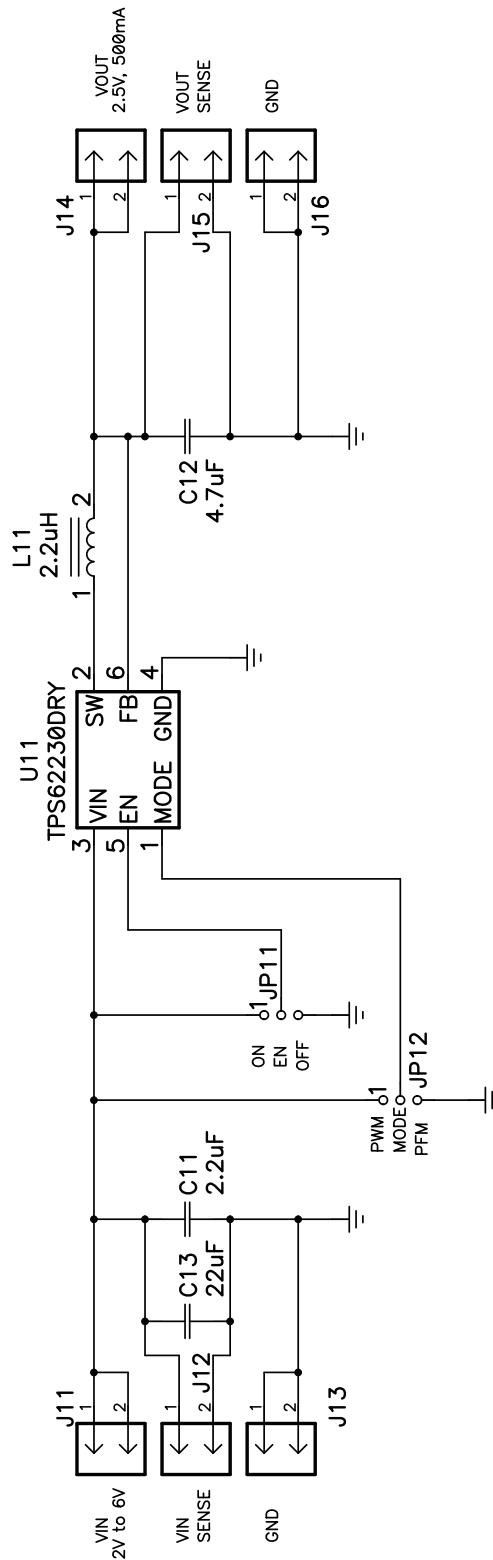 J11
1
2
VIN
2V to 6V
J12
1
2
VIN
SENSE
J13
1
2
GND
C13
22uF
C11
2.2uF
PWM
MODE
PFM
1
JP12
ON
EN
OFF
1
JP11
U11
TPS62230DRY
3
VIN
5
EN
1
MODE
SW
2
FB
6
GND
4
L11
2.2uH
1
2
C12
4.7uF
J14
1
2
VOUT
2.5V, 500mA
J15
1
2
VOUT
SENSE
J16
1
2
GND